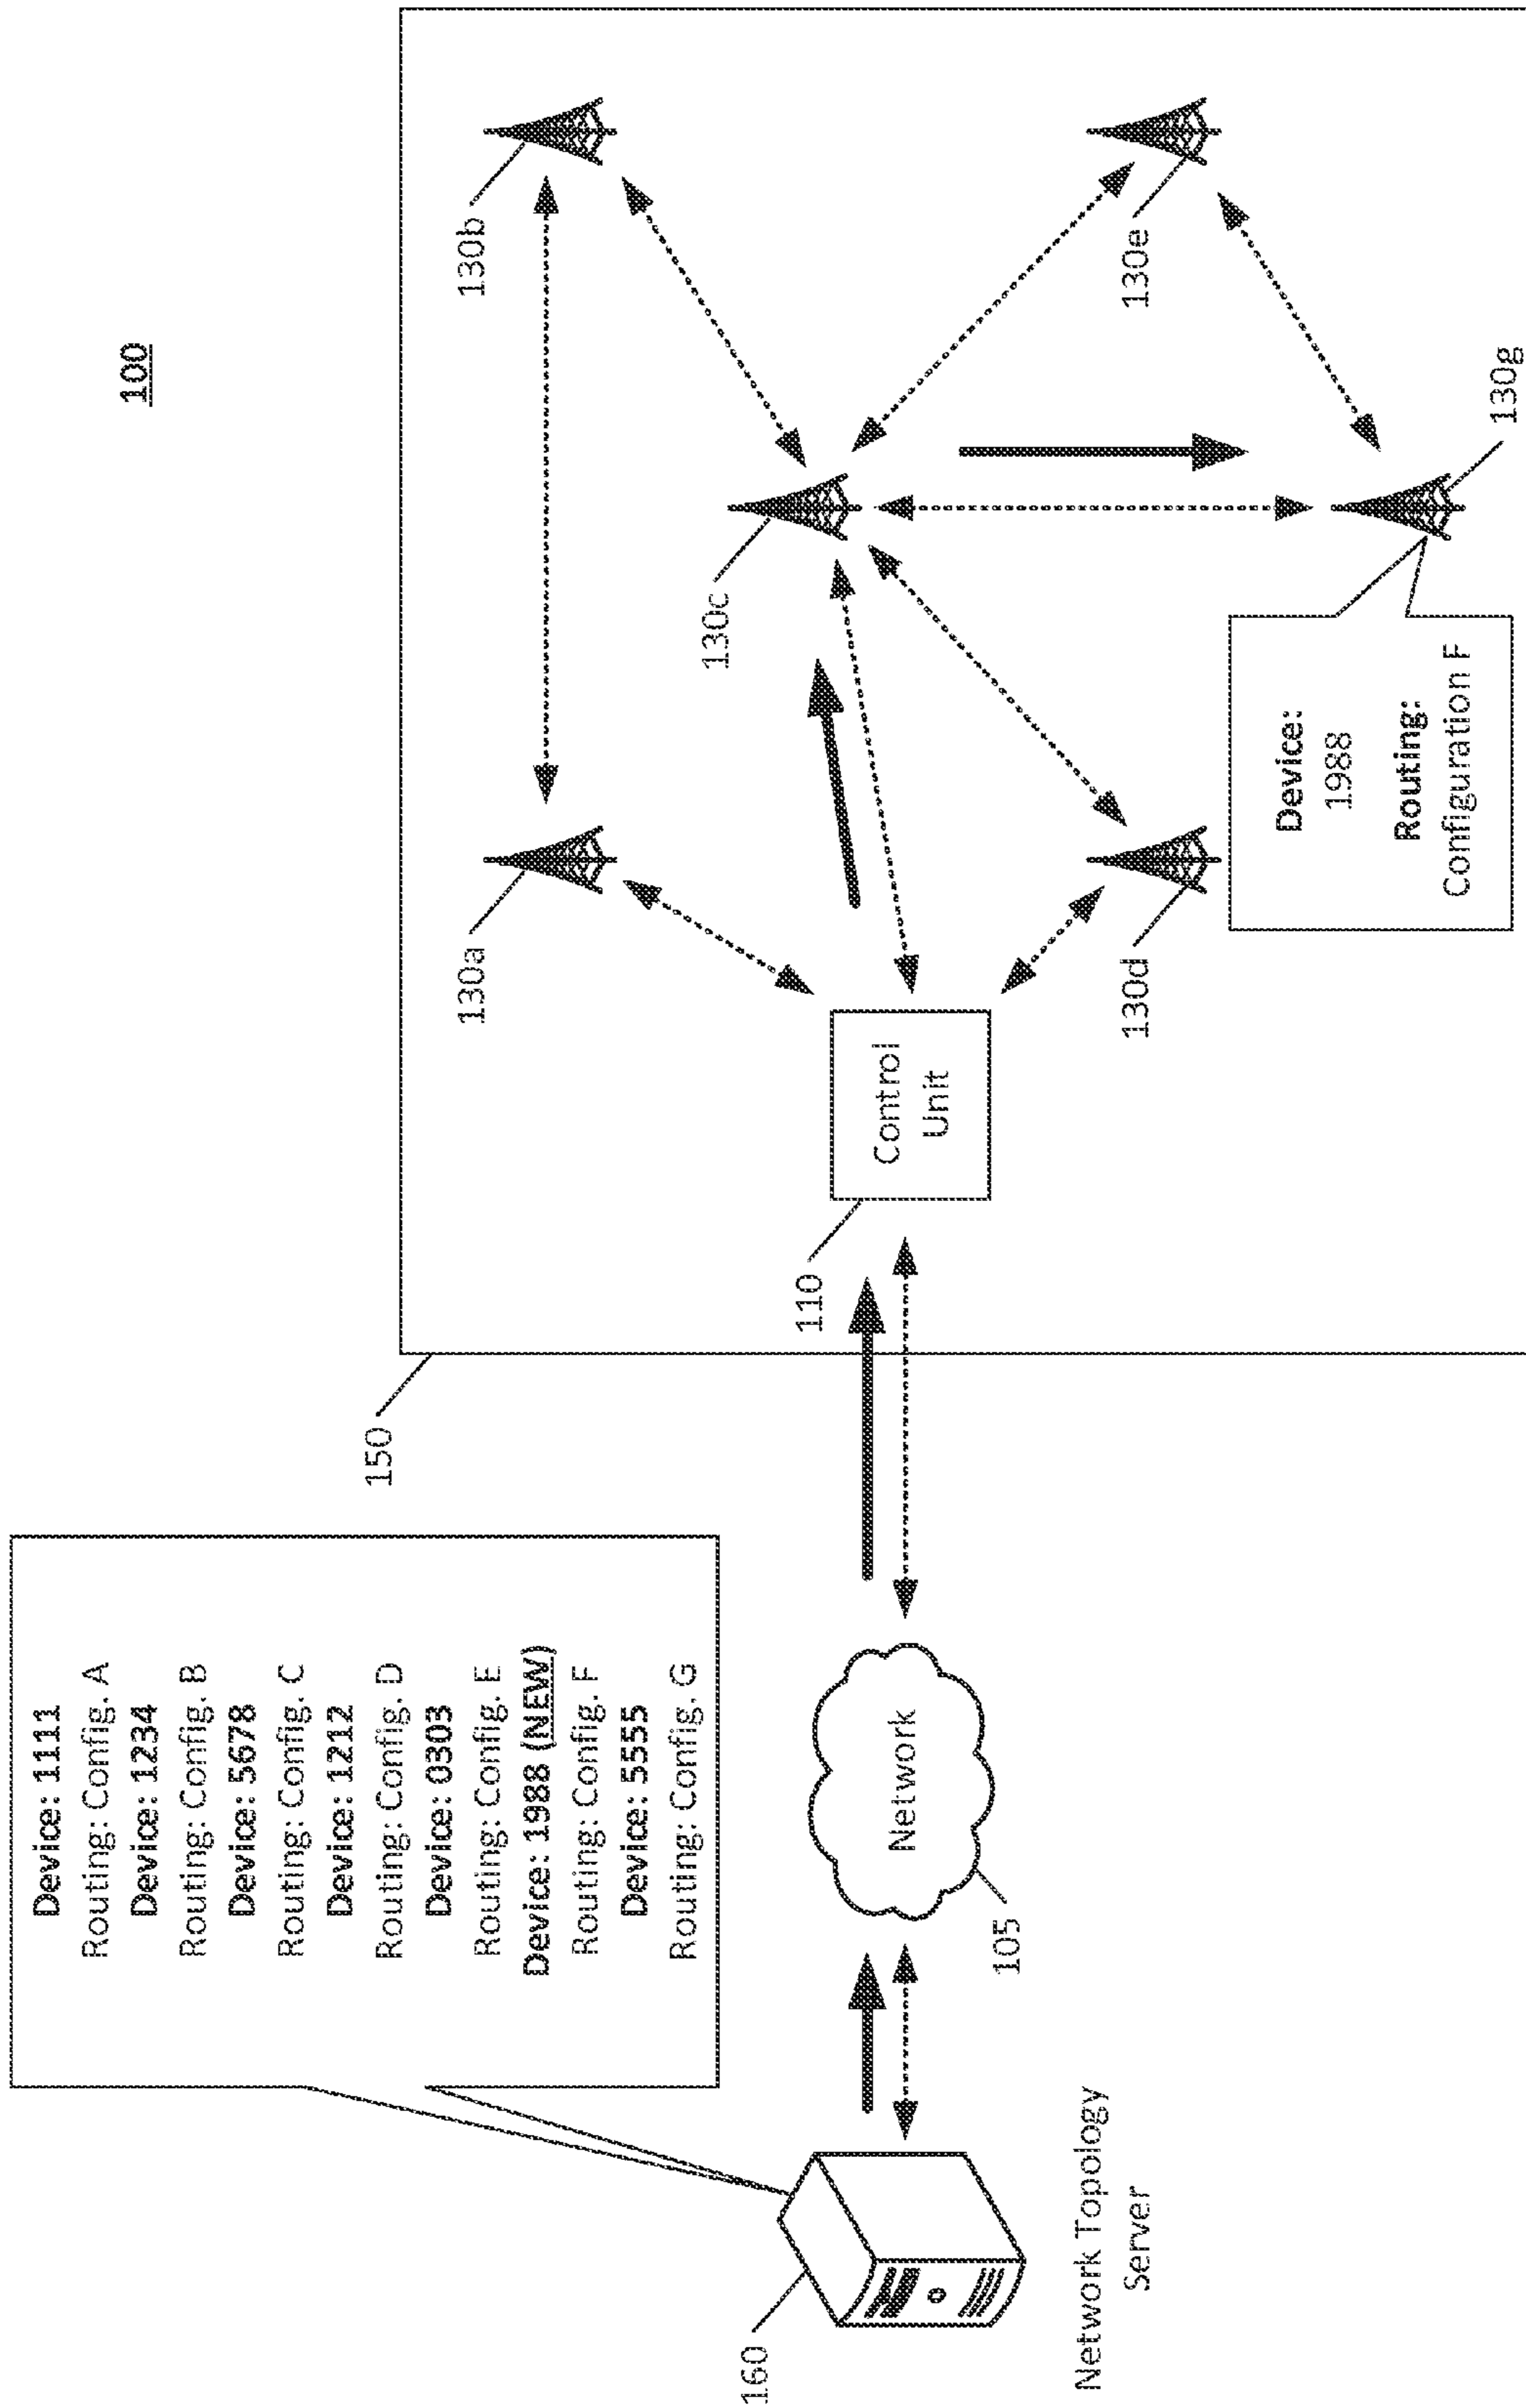 100
Device: 1111
Routing: Config. A
Device: 1234
Routing: Config. B
Device: 5678
Routing: Config. C
Device: 1212
Routing: Config. D
Device: 0303
Routing: Config. E
Device: 1988 (NEW)
Routing: Config. F
Device: 5555
Routing: Config. G
150
130a
130b
130c
110
Control
Unit
160
Network
105
Network Topology
Server
130d
130e
Device:
1988
Routing:
Configuration F
130g